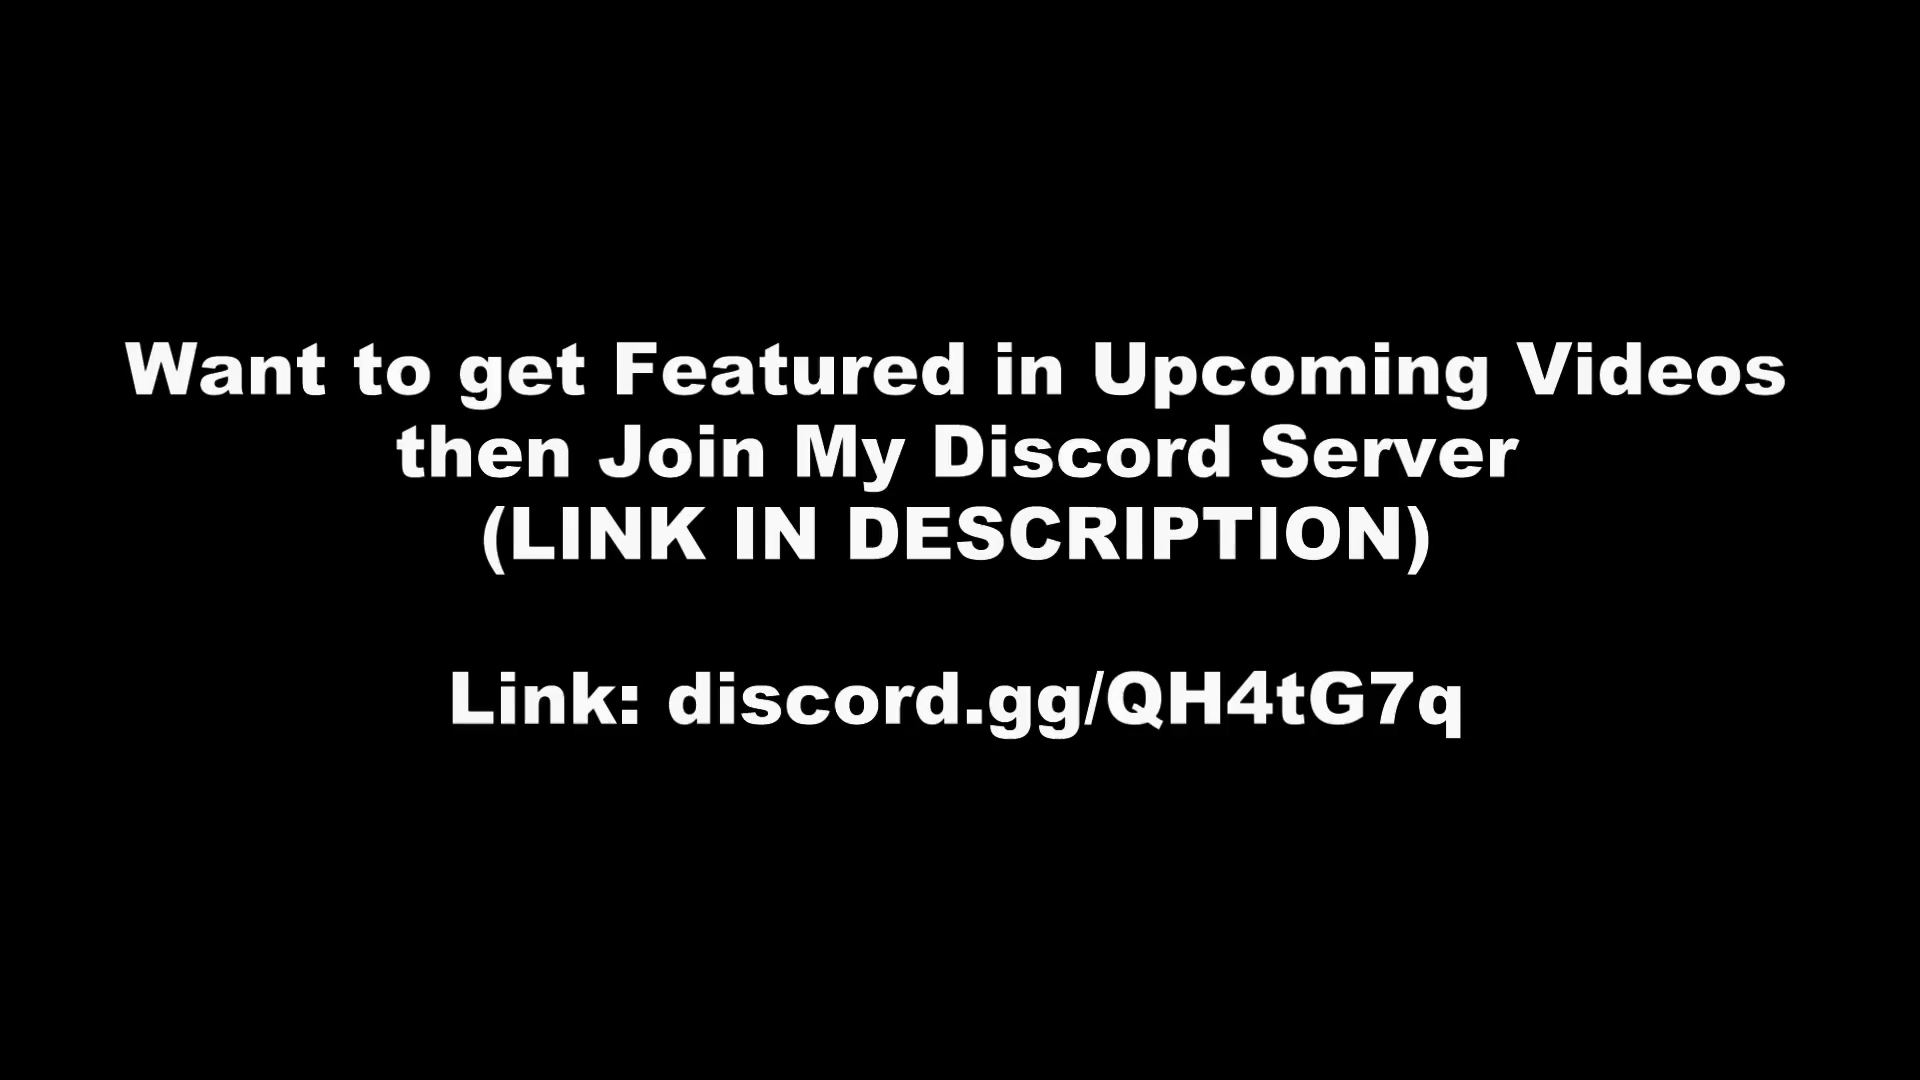 Want to get Featured in Upcoming Videos
then Join My Discord Server
(LINK IN DESCRIPTION)
Link: discord.gg/QH4tG7q